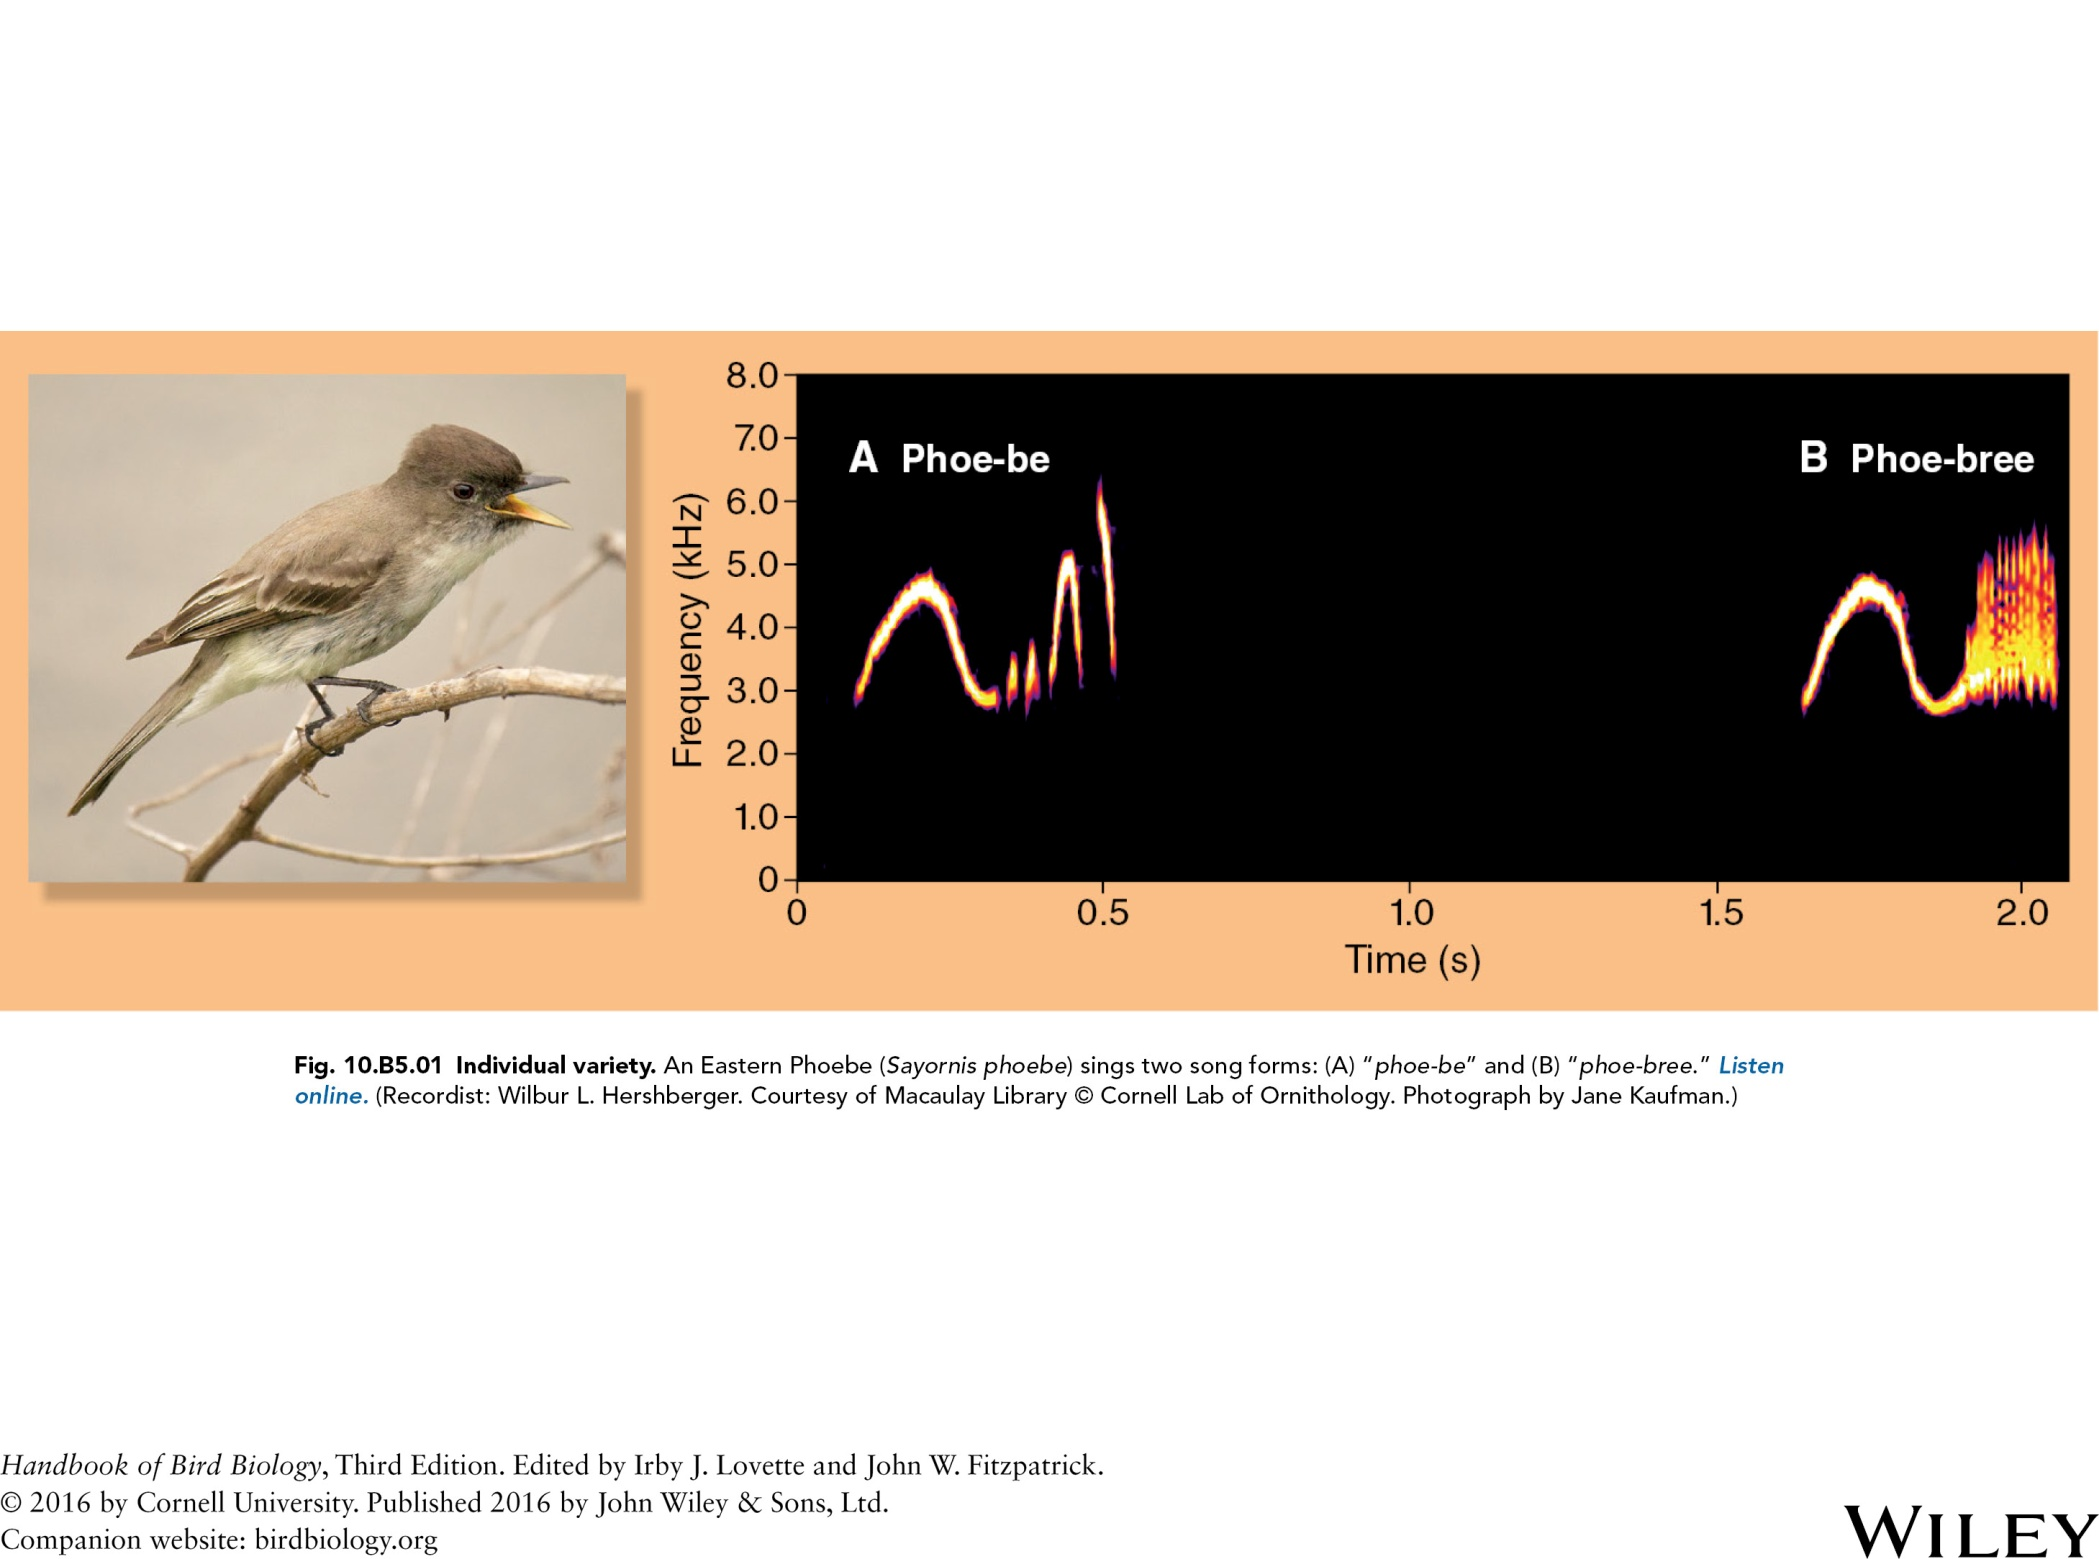 8.0
7.0
6.0
5.0
4.0
3.0
2.0
1.0
0
Frequency (kHz)
A Phoe-be
B Phoe-bree
0 0.5 1.0 1.5 2.0
Time (s)
Fig. 10.B5.01 Individual variety. An Eastern Phoebe (Sayornis phoebe) sings two song forms: (A) “phoe-be” and (B) “phoe-bree.” Listen
online. (Recordist: Wilbur L. Hershberger. Courtesy of Macaulay Library © Cornell Lab of Ornithology. Photograph by Jane Kaufman.)
Handbook of Bird Biology, Third Edition. Edited by Irby J. Lovette and John W. Fitzpatrick.
© 2016 by Cornell University. Published 2016 by John Wiley & Sons, Ltd.
Companion website: birdbiology.org
WILEY